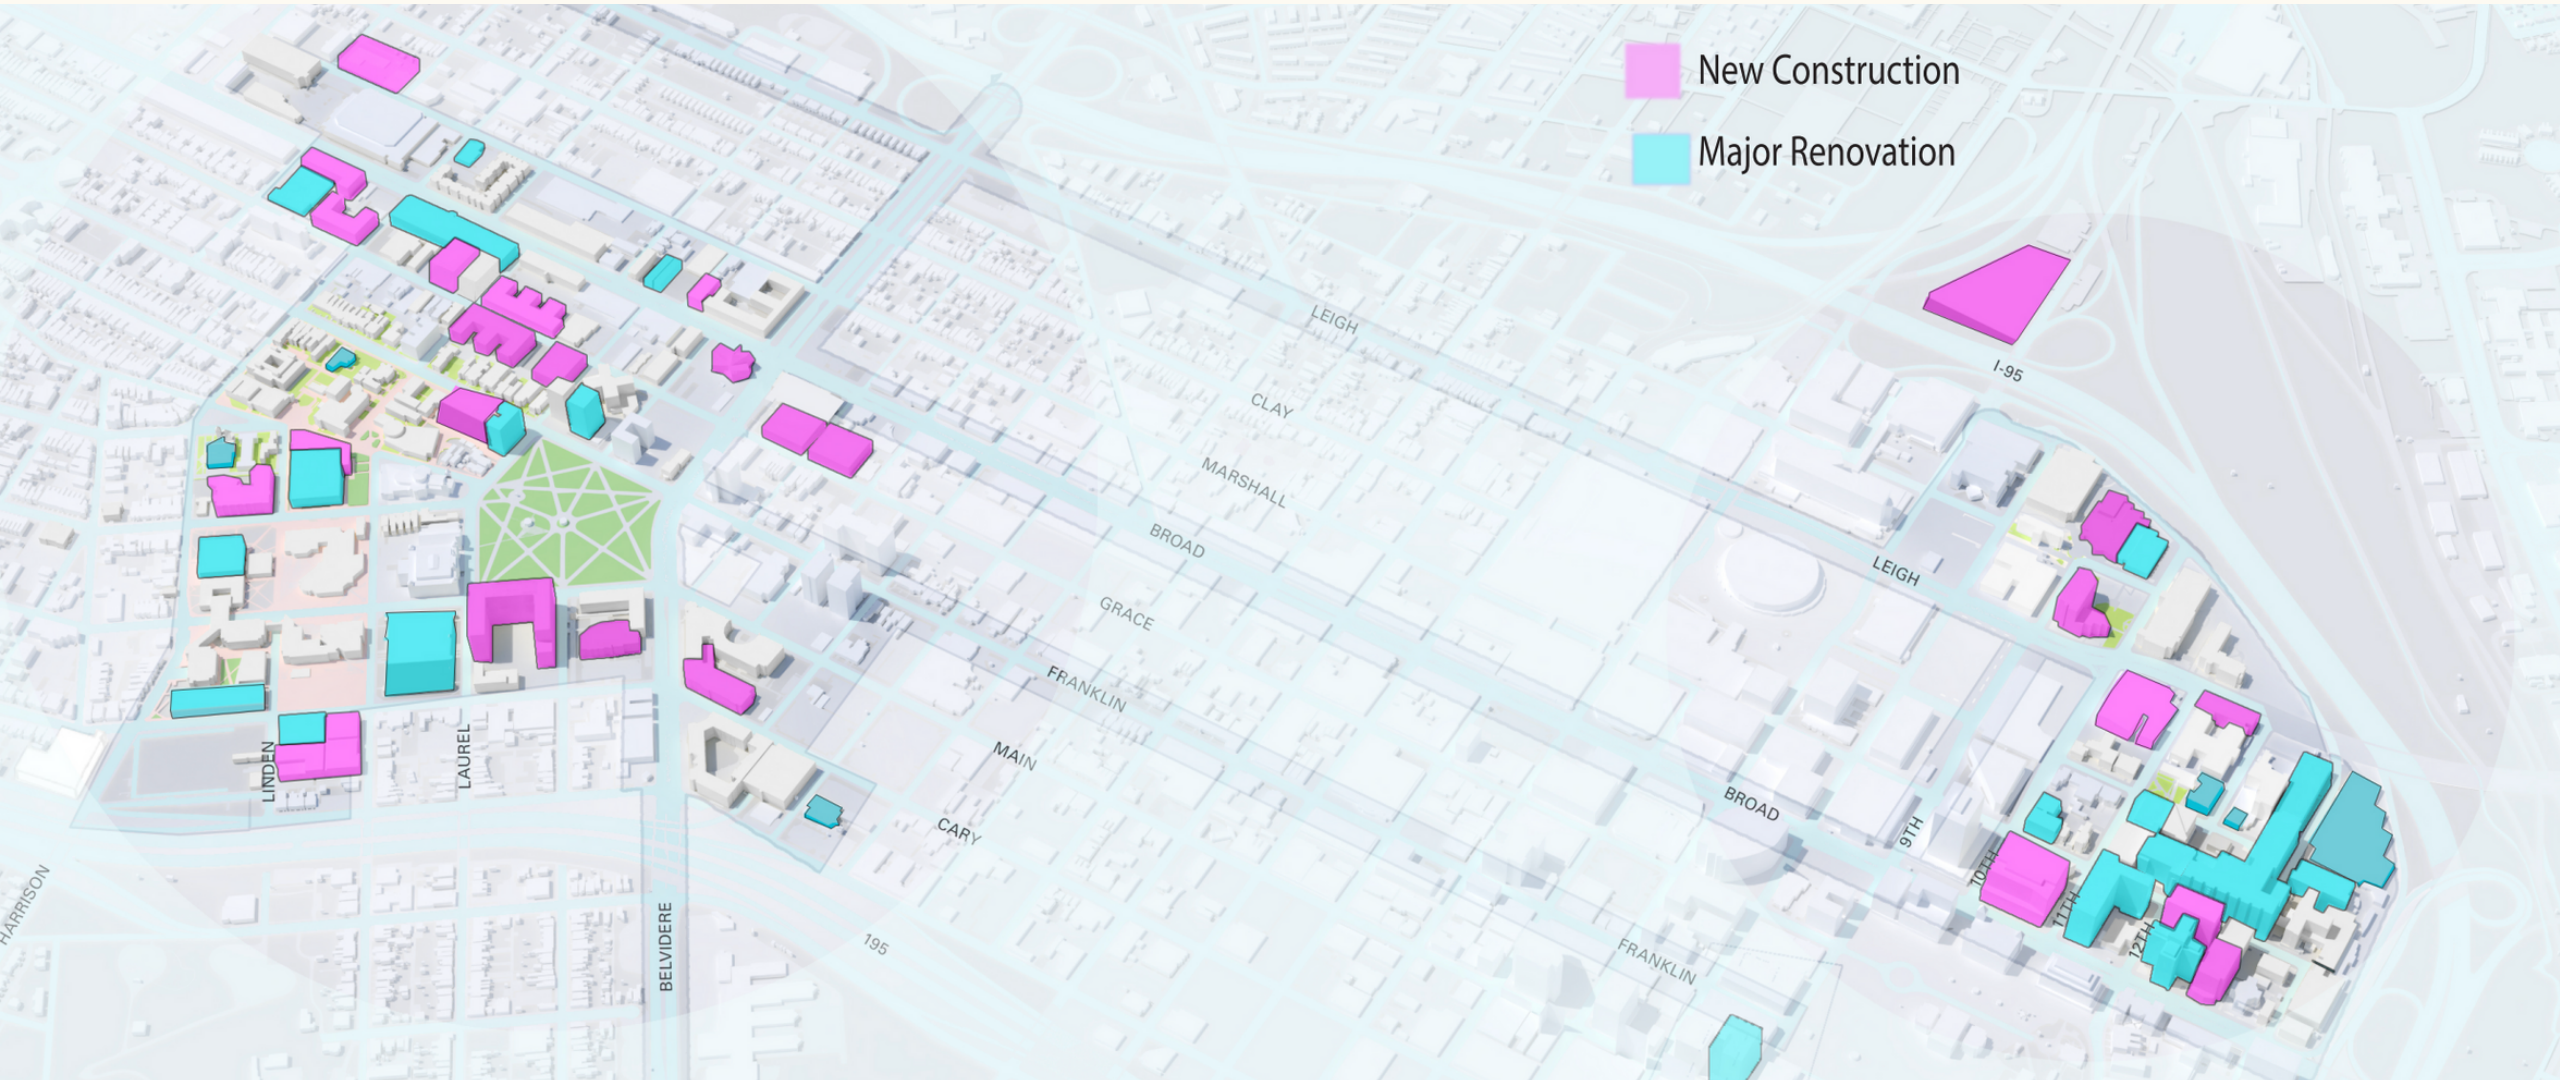 New Construction
Major Renovation
LEIGH
I-95
CLAY
MARSHALL
BROAD
LEIGH
GRACE
FRANKLIN
MAIN
LINDEN
LAUREL
BROAD
CARY
9TH
10TH
11TH
12TH
HARRISON
BELVIDERE
195
FRANKLIN